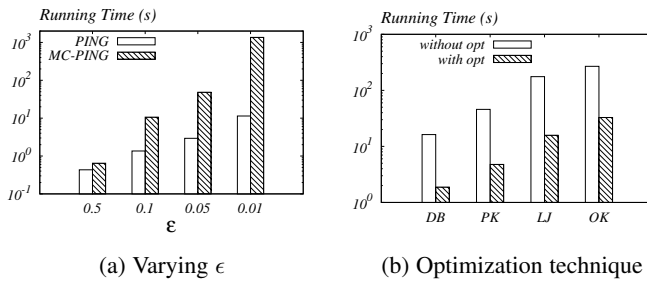 Running Time (s)
PING
MC-PING
10^3
10^2
10^1
10^0
10^-1
0.5 0.1 0.05 0.01
ε
(a) Varying ϵ
Running Time (s)
without opt
with opt
10^3
10^2
10^1
10^0
DB PK LJ OK
(b) Optimization technique